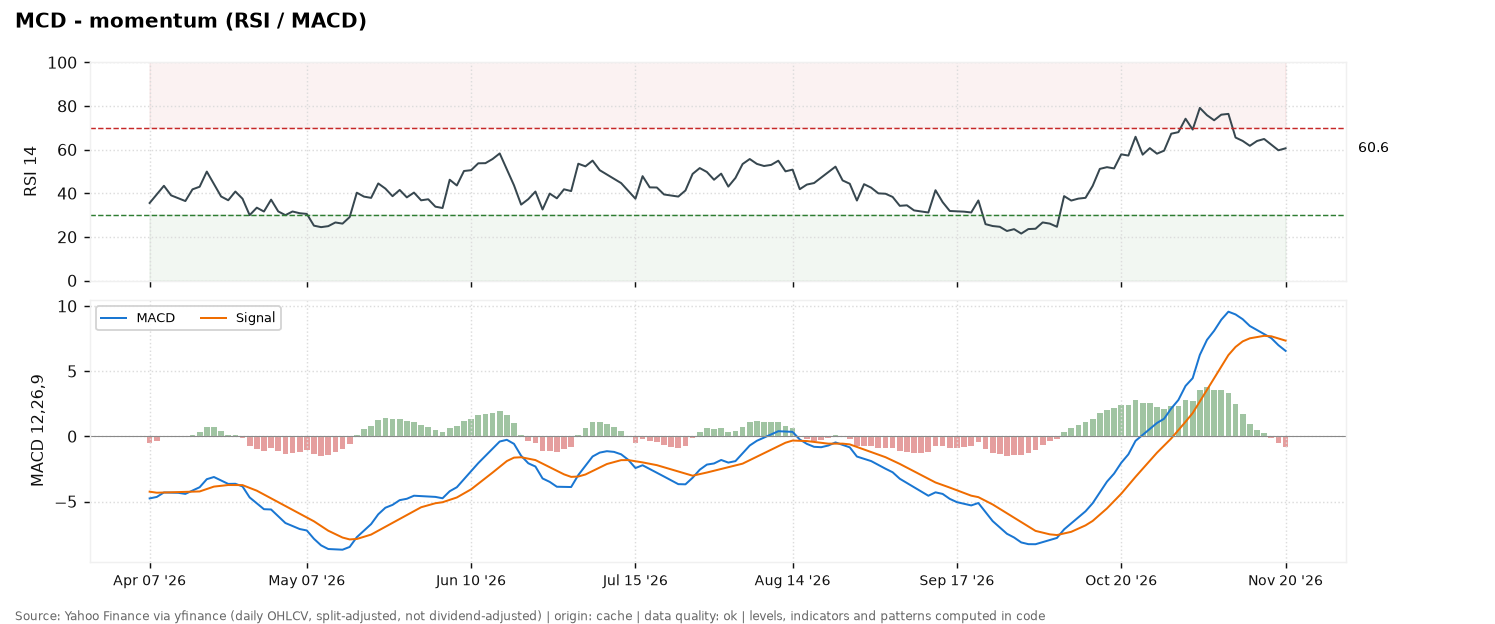 MCD - momentum (RSI / MACD)
100
80
60
40
20
0
RSI 14
60.6
10
5
0
−5
MACD 12,26,9
MACD
Signal
Apr 07 '26
May 07 '26
Jun 10 '26
Jul 15 '26
Aug 14 '26
Sep 17 '26
Oct 20 '26
Nov 20 '26
Source: Yahoo Finance via yfinance (daily OHLCV, split-adjusted, not dividend-adjusted) | origin: cache | data quality: ok | levels, indicators and patterns computed in code